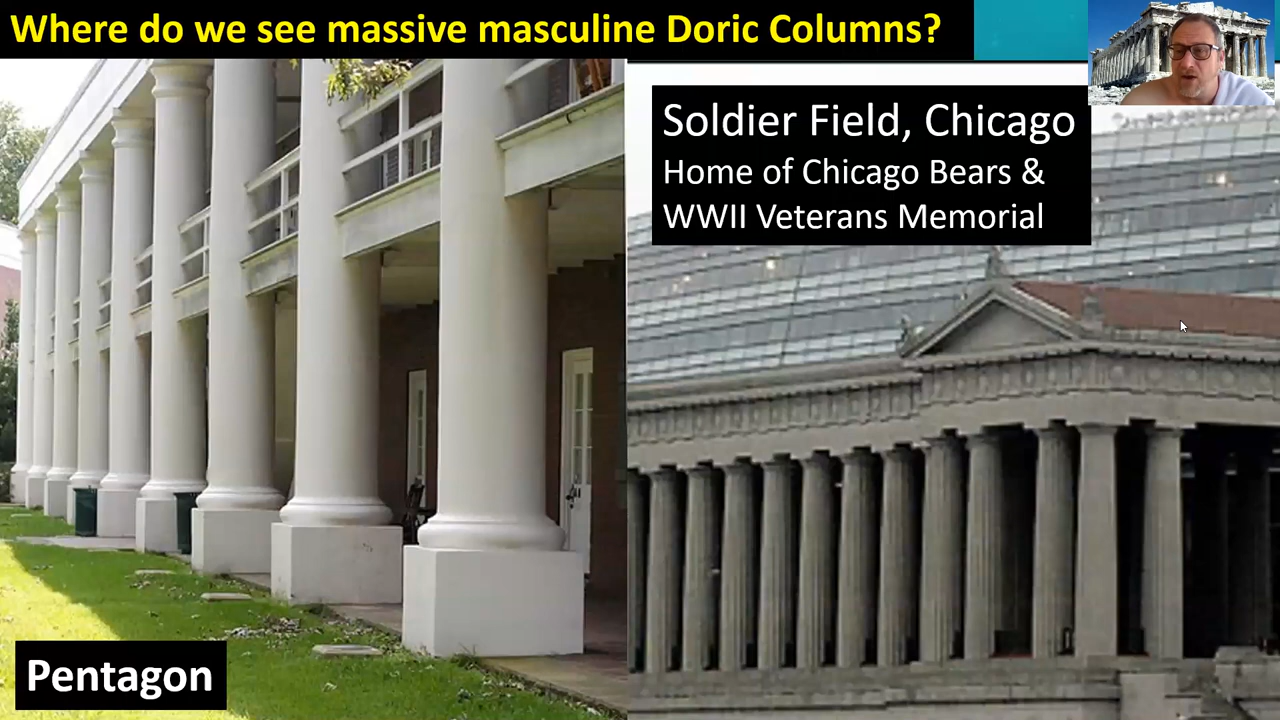 Where do we see massive masculine Doric Columns?
Soldier Field, Chicago
Home of Chicago Bears &
WWII Veterans Memorial
Pentagon